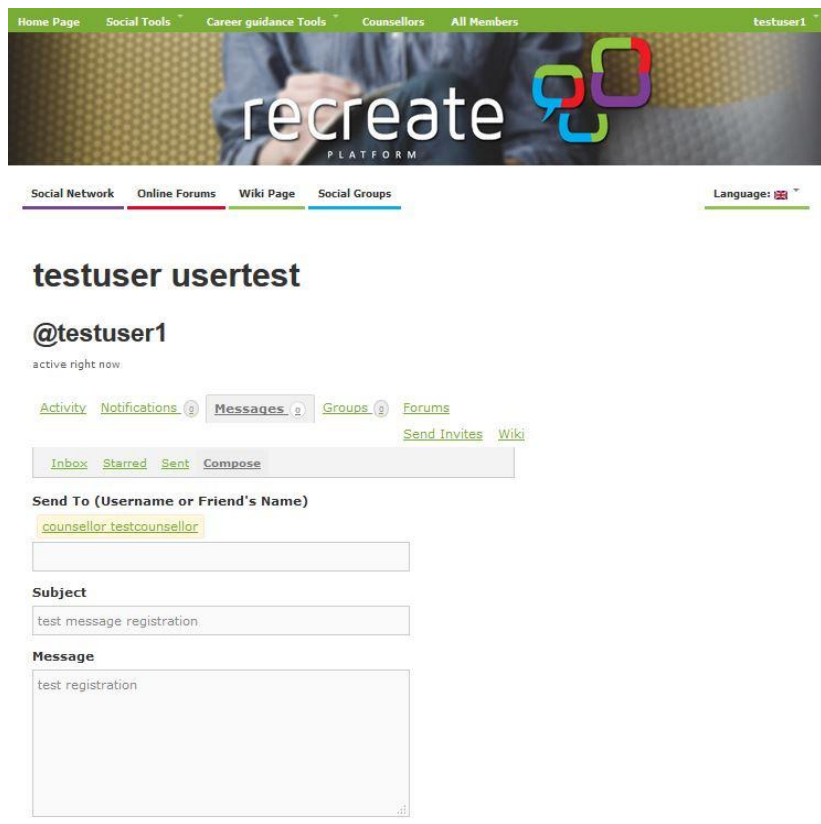 Home Page Social Tools Career guidance Tools Counsellors All Members testuser1
recreate
PLATFORM
Social Network Online Forums Wiki Page Social Groups Language:
testuser usertest
@testuser1
active right now
Activity Notifications 0 Messages 0 Groups 0 Forums
Send Invites Wiki
Inbox Starred Sent Compose
Send To (Username or Friend's Name)
counsellor testcounsellor
Subject
test message registration
Message
test registration